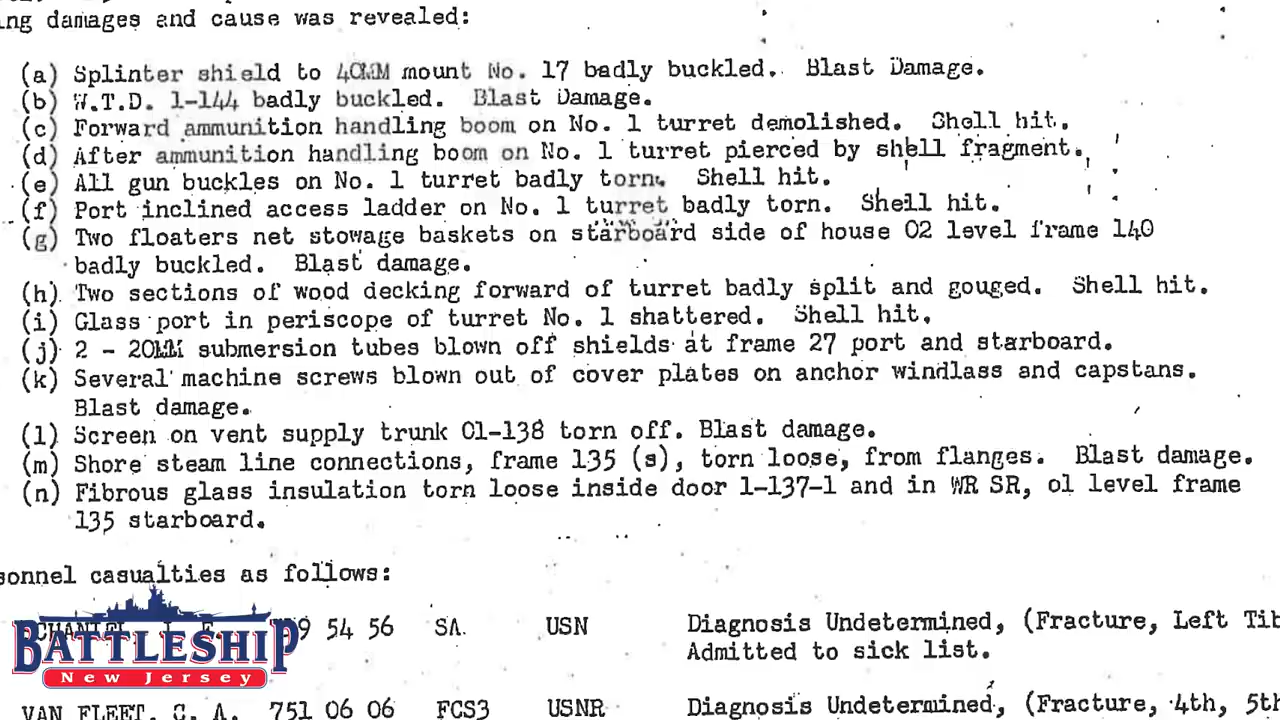 ing damages and cause was revealed:
(a) Splinter shield to 40MM mount No. 17 badly buckled. Blast Damage.
(b) W.T.D. 1-144 badly buckled. Blast Damage.
(c) Forward ammunition handling boom on No. 1 turret demolished. Shell hit.
(d) After ammunition handling boom on No. 1 turret pierced by shell fragment.
(e) All gun buckles on No. 1 turret badly torn. Shell hit.
(f) Port inclined access ladder on No. 1 turret badly torn. Shell hit.
(g) Two floaters net stowage baskets on starboard side of house 02 level frame 140
badly buckled. Blast damage.
(h) Two sections of wood decking forward of turret badly split and gouged. Shell hit.
(i) Glass port in periscope of turret No. 1 shattered. Shell hit.
(j) 2 - 20MM submersion tubes blown off shields at frame 27 port and starboard.
(k) Several machine screws blown out of cover plates on anchor windlass and capstans.
Blast damage.
(l) Screen on vent supply trunk 01-138 torn off. Blast damage.
(m) Shore steam line connections, frame 135 (s), torn loose, from flanges. Blast damage.
(n) Fibrous glass insulation torn loose inside door 1-137-1 and in WR SR, ol level frame
135 starboard.
sonnel casualties as follows:
9 54 56 SA. USN Diagnosis Undetermined, (Fracture, Left Tib
Admitted to sick list.
BATTLESHIP
New Jersey
VAN FLEET, C. A. 751 06 06 FCS3 USNR Diagnosis Undetermined, (Fracture, 4th, 5th